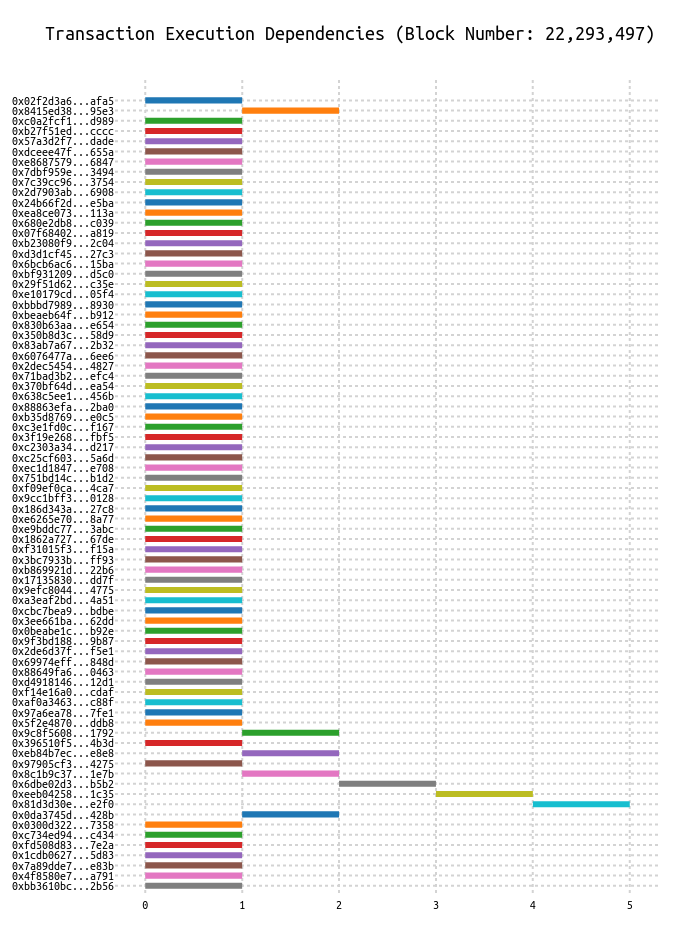 Transaction Execution Dependencies (Block Number: 22,293,497)
0x02f2d3a6...afa5
0x8415ed38...95e3
0xc0a2fcf1...d989
0xb27f51ed...cccc
0x57a3d2f7...dade
0xdceee47f...655a
0xe8687579...6847
0x7dbf959e...3494
0x7c39cc96...3754
0x2d7903ab...6908
0x24b66f2d...e5ba
0xea8ce073...113a
0x680e2db8...c039
0x07f68402...a819
0xb23080f9...2c04
0xd3d1cf45...27c3
0x6bcb6ac6...15ba
0xbf931209...d5c0
0x29f51d62...c35e
0xe10179cd...05f4
0xbbbd7989...8930
0xbeaeb64f...b912
0x830b63aa...e654
0x350b8d3c...58d9
0x83ab7a67...2b32
0x6076477a...6ee6
0x2dec5454...4827
0x71bad3b2...efc4
0x370bf64d...ea54
0x638c5ee1...456b
0x88863efa...2ba0
0xb35d8769...e0c5
0xc3e1fd0c...f167
0x3f19e268...fbf5
0xc2303a34...d217
0xc25cf603...5a6d
0xec1d1847...e708
0x751bd14c...b1d2
0xf09ef0ca...4ca7
0x9cc1bff3...0128
0x186d343a...27c8
0xe6265e70...8a77
0xe9bddc77...3abc
0x1862a727...67de
0xf31015f3...f15a
0x3bc7933b...ff93
0xb869921d...22b6
0x17135830...dd7f
0x9efc8044...4775
0xa3eaf2bd...4a51
0xcbc7bea9...bdbe
0x3ee661ba...62dd
0x0beabe1c...b92e
0x9f3bd188...9b87
0x2de6d37f...f5e1
0x69974eff...848d
0x88649fa6...0463
0xd4918146...12d1
0xf14e16a0...cdaf
0xaf0a3463...c88f
0x97a6ea78...7fe1
0x5f2e4870...ddb8
0x9c8f5608...1792
0x396510f5...4b3d
0xeb84b7ec...e8e8
0x97905cf3...4275
0x8c1b9c37...1e7b
0x6dbe02d3...b5b2
0xeeb04258...1c35
0x81d3d30e...e2f0
0x0da3745d...428b
0x0300d322...7358
0xc734ed94...c434
0xfd508d83...7e2a
0x1cdb0627...5d83
0x7a89dde7...e83b
0x4f8580e7...a791
0xbb3610bc...2b56
0 1 2 3 4 5